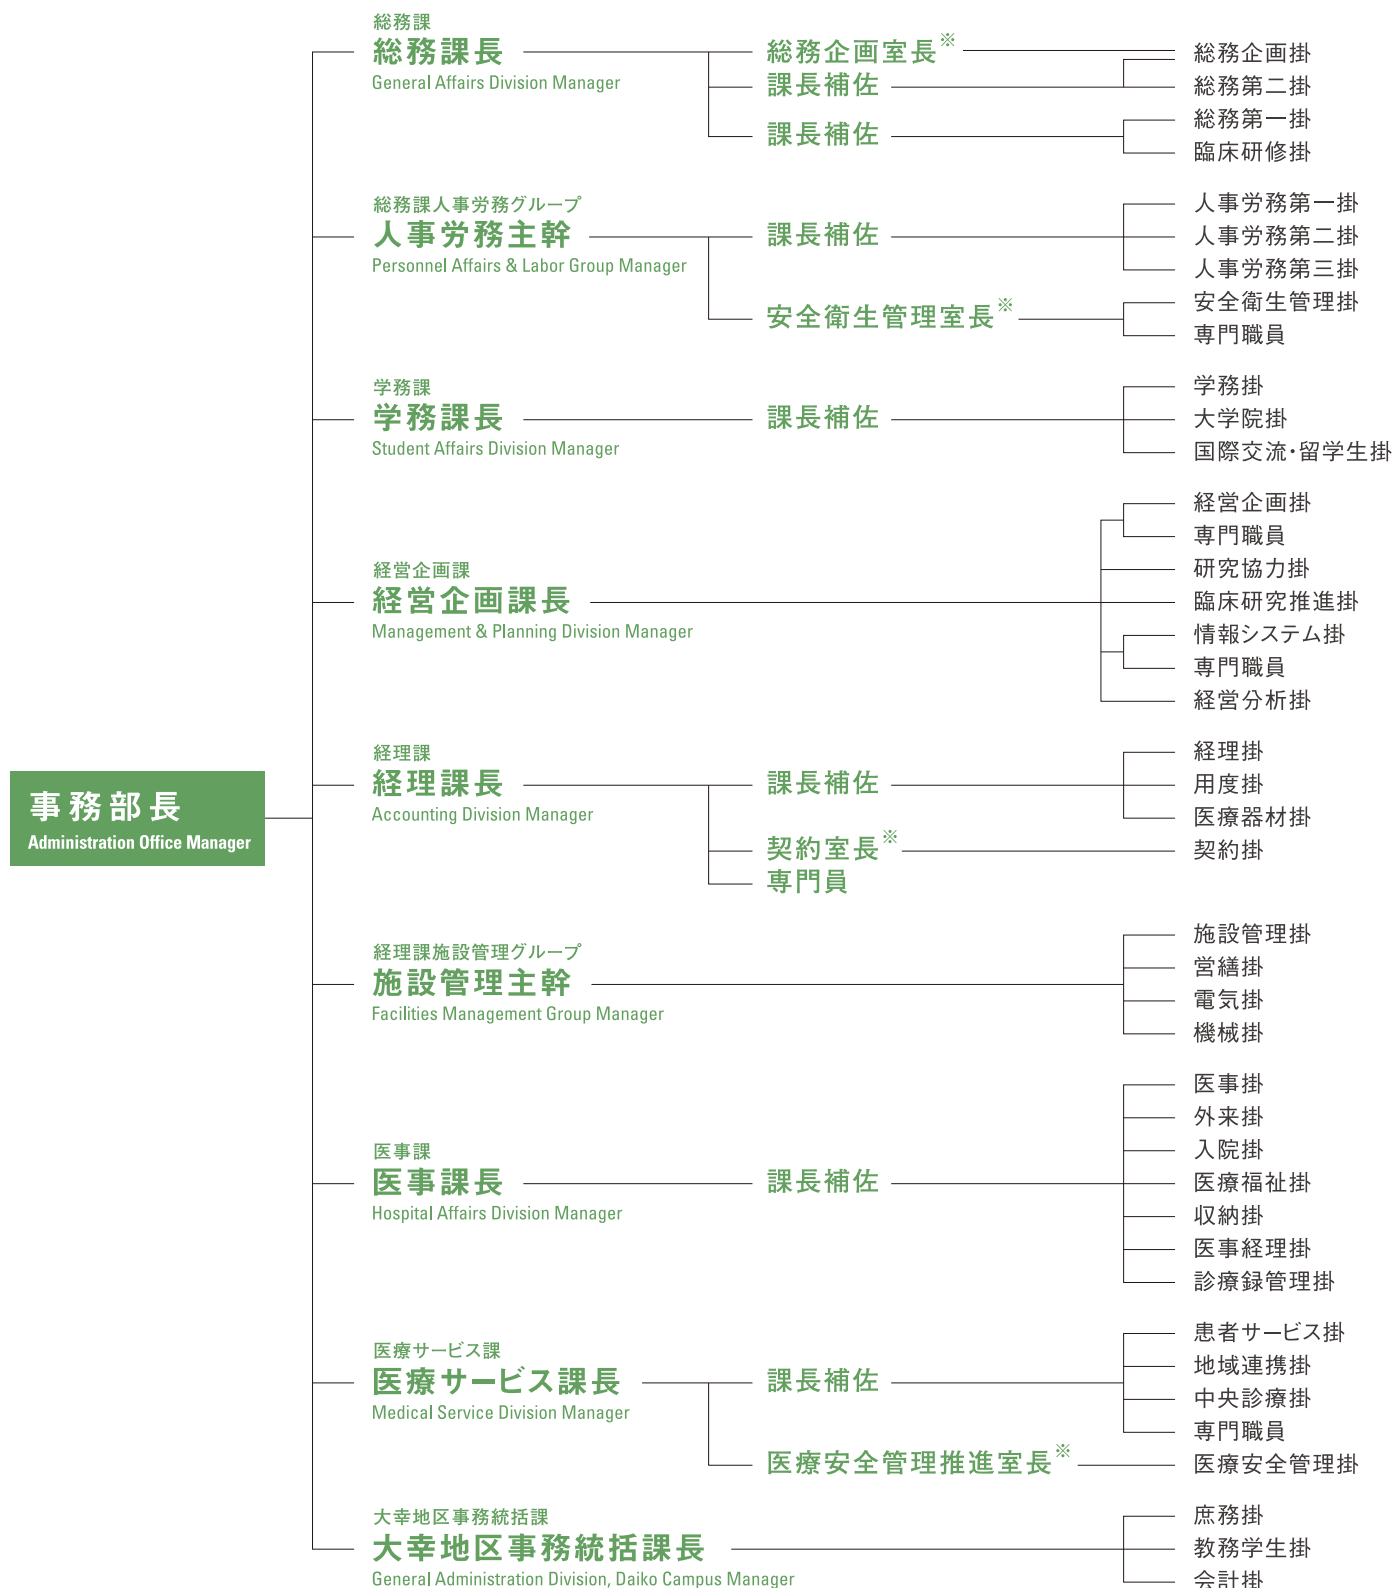 事務部長
Administration Office Manager
総務課
総務課長
General Affairs Division Manager
総務企画室長※
課長補佐
課長補佐
総務企画掛
総務第二掛
総務第一掛
臨床研修掛
総務課人事労務グループ
人事労務主幹
Personnel Affairs & Labor Group Manager
課長補佐
安全衛生管理室長※
人事労務第一掛
人事労務第二掛
人事労務第三掛
安全衛生管理掛
専門職員
学務課
学務課長
Student Affairs Division Manager
課長補佐
学務掛
大学院掛
国際交流・留学生掛
経営企画課
経営企画課長
Management & Planning Division Manager
経営企画掛
専門職員
研究協力掛
臨床研究推進掛
情報システム掛
専門職員
経営分析掛
経理課
経理課長
Accounting Division Manager
課長補佐
契約室長※
専門員
経理掛
用度掛
医療器材掛
契約掛
経理課施設管理グループ
施設管理主幹
Facilities Management Group Manager
施設管理掛
営繕掛
電気掛
機械掛
医事課
医事課長
Hospital Affairs Division Manager
課長補佐
医事掛
外来掛
入院掛
医療福祉掛
収納掛
医事経理掛
診療録管理掛
医療サービス課
医療サービス課長
Medical Service Division Manager
課長補佐
医療安全管理推進室長※
患者サービス掛
地域連携掛
中央診療掛
専門職員
医療安全管理掛
大幸地区事務統括課
大幸地区事務統括課長
General Administration Division, Daiko Campus Manager
庶務掛
教務学生掛
会計掛